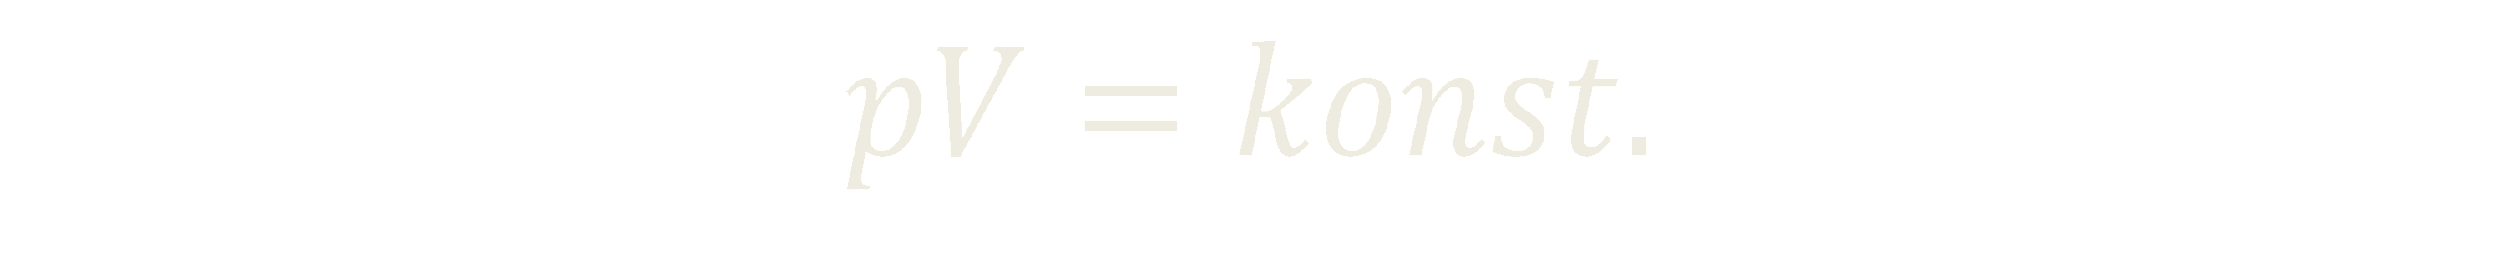 pV = konst.